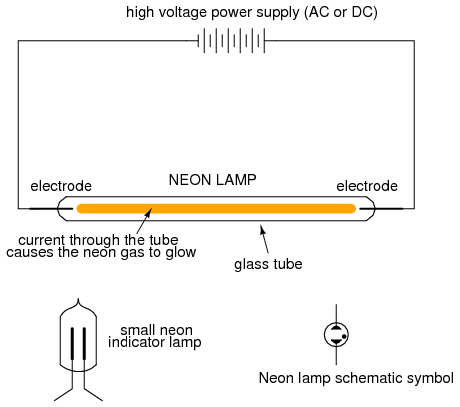 high voltage power supply (AC or DC)
NEON LAMP
electrode
electrode
current through the tube
causes the neon gas to glow
glass tube
small neon
indicator lamp
Neon lamp schematic symbol